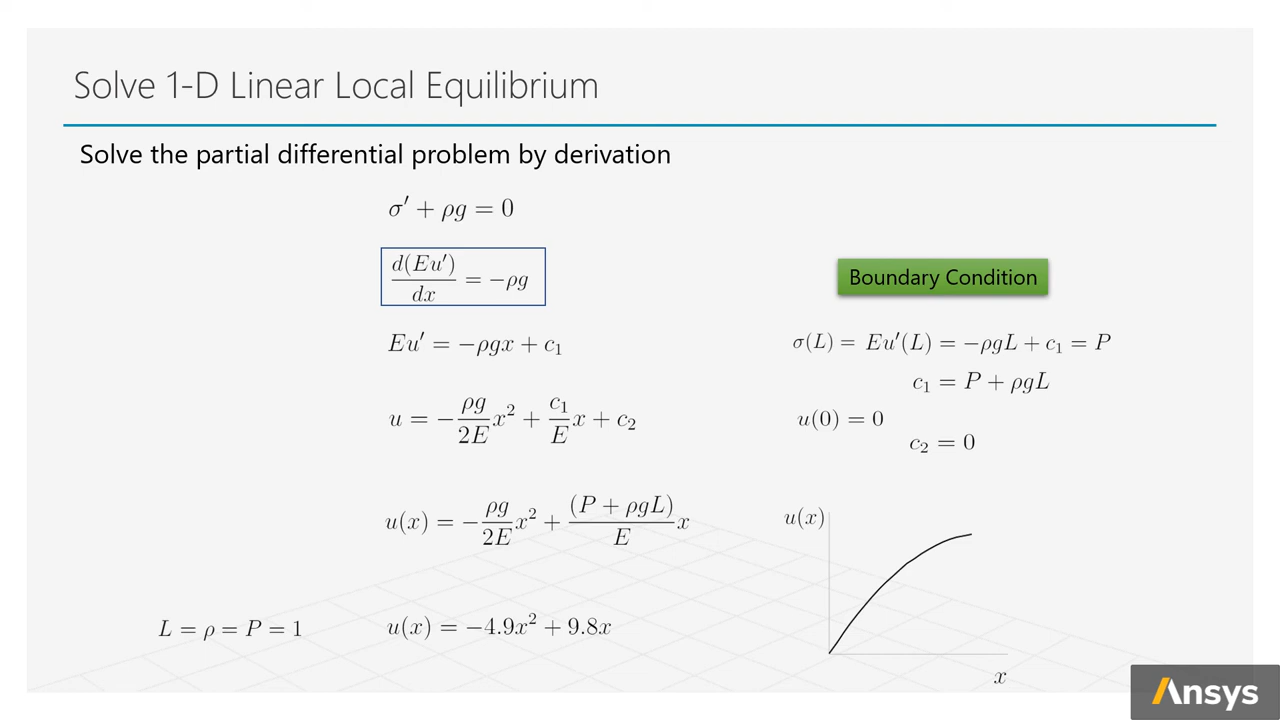 Solve 1-D Linear Local Equilibrium
Solve the partial differential problem by derivation
σ′ + ρg = 0
d(Eu′)/dx = −ρg
Boundary Condition
Eu′ = −ρgx + c₁
σ(L) = Eu′(L) = −ρgL + c₁ = P
c₁ = P + ρgL
u = −ρg/2E x² + c₁/E x + c₂
u(0) = 0
c₂ = 0
u(x) = −ρg/2E x² + (P + ρgL)/E x
u(x)
L = ρ = P = 1
u(x) = −4.9x² + 9.8x
x
Ansys